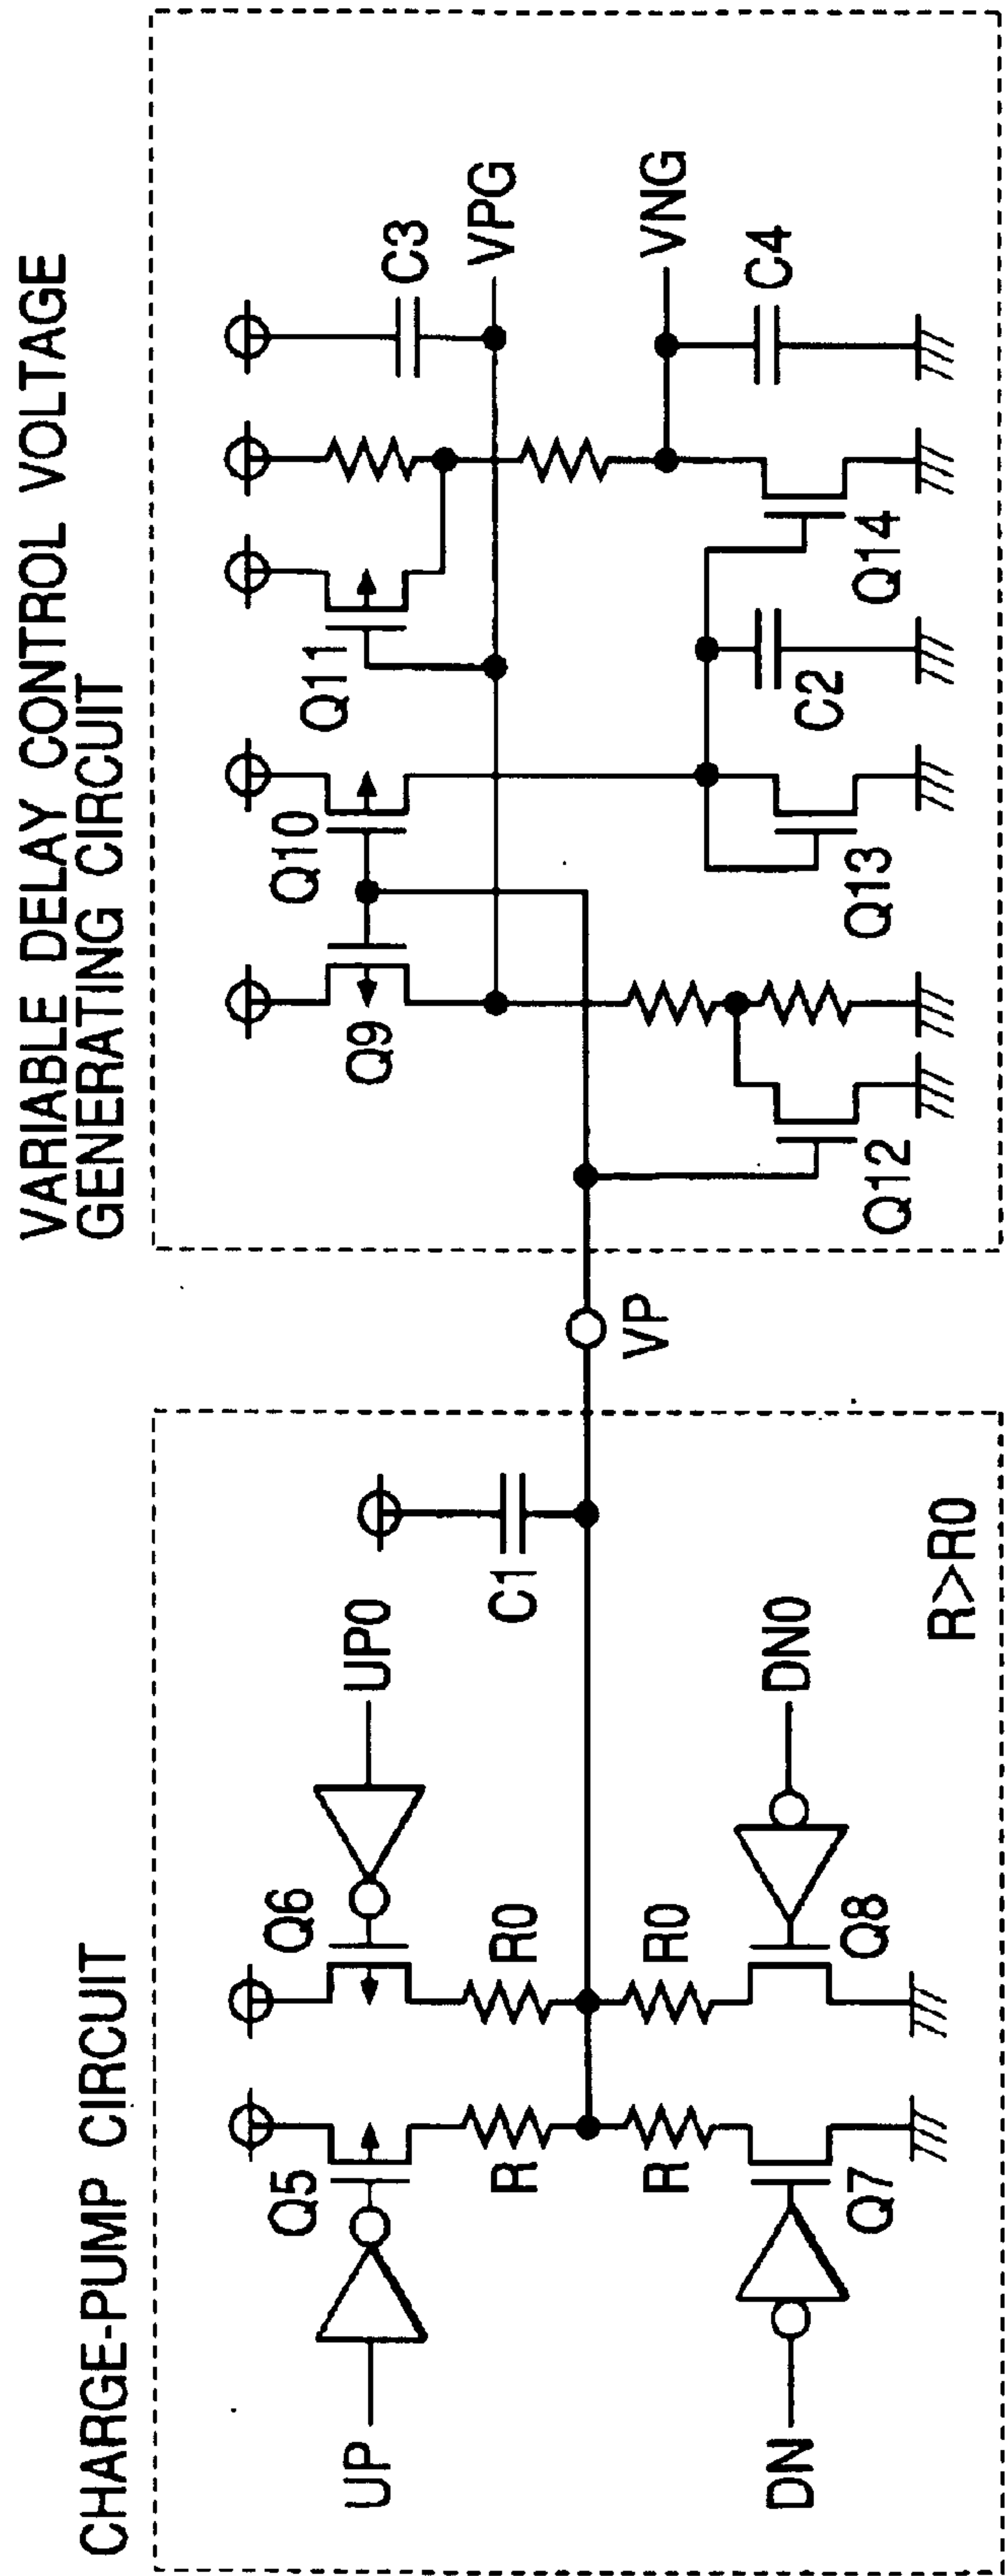 CHARGE-PUMP CIRCUIT
UP
Q5
Q6
UP0
R
R0
C1
R
R0
DN
Q7
Q8
DN0
R>R0
VP
VARIABLE DELAY CONTROL VOLTAGE
GENERATING CIRCUIT
Q9
Q10
Q11
C3
VPG
VNG
Q12
Q13
C2
Q14
C4